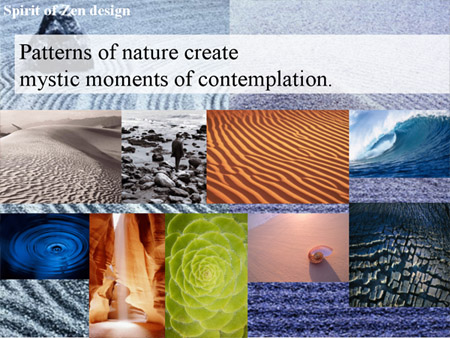 Spirit of Zen design
Patterns of nature create
mystic moments of contemplation.